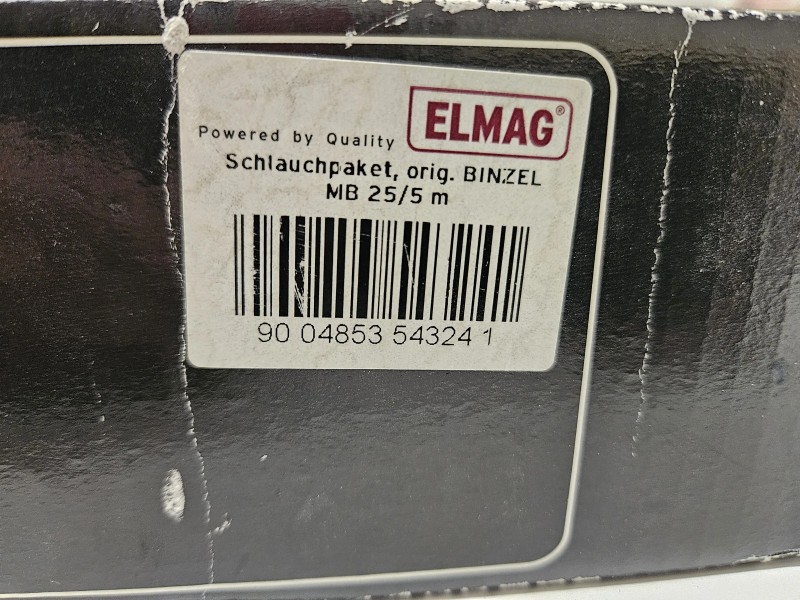 ELMAG®
Powered by Quality
Schlauchpaket, orig. BINZEL
MB 25/5 m
90 04853 54324 1